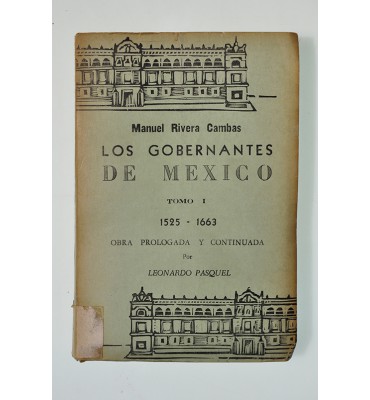 Manuel Rivera Cambas
LOS GOBERNANTES
DE MEXICO
TOMO I
1525 - 1663
OBRA PROLOGADA Y CONTINUADA
Por
LEONARDO PASQUEL